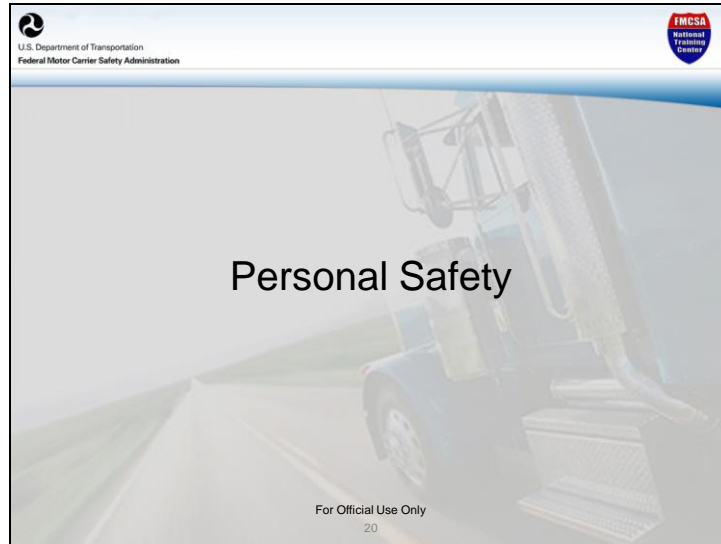 U.S. Department of Transportation
Federal Motor Carrier Safety Administration
FMCSA
National
Training
Center
Personal Safety
For Official Use Only
20